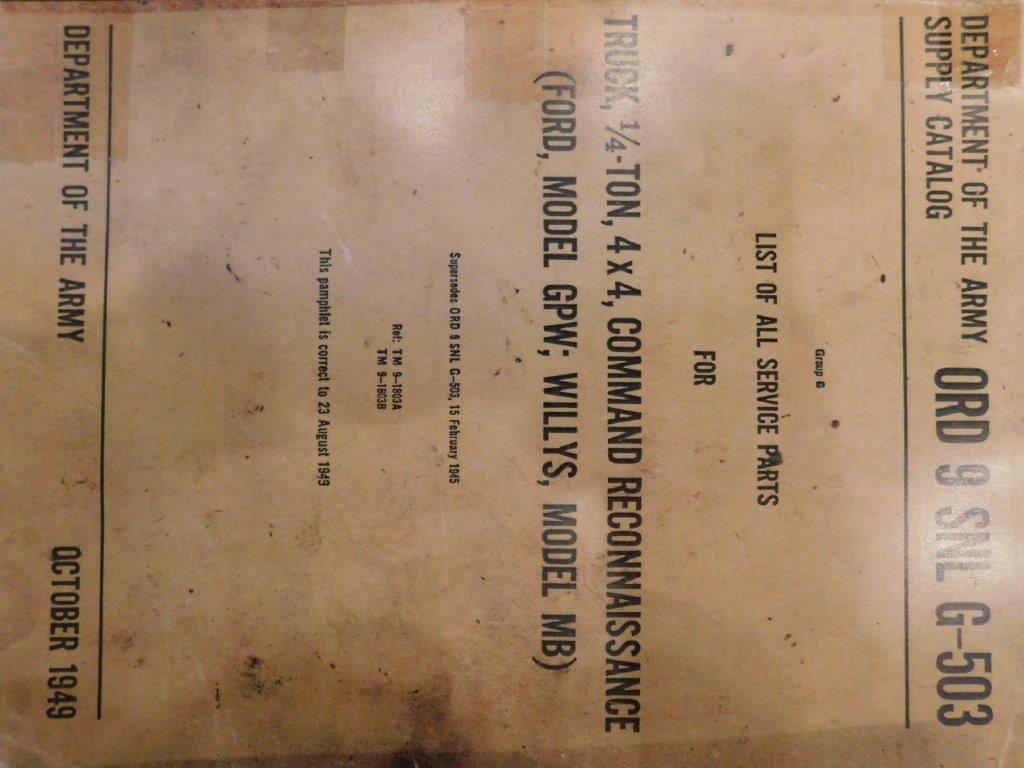 DEPARTMENT OF THE ARMY
SUPPLY CATALOG
ORD 9 SNL G-503
Group G
LIST OF ALL SERVICE PARTS
FOR
TRUCK, ¼-TON, 4 x 4, COMMAND RECONNAISSANCE
(FORD, MODEL GPW; WILLYS, MODEL MB)
Supersedes ORD 9 SNL G-503, 15 February 1945
Ref: TM 9-1803A
TM 9-1803B
This pamphlet is correct to 23 August 1949
DEPARTMENT OF THE ARMY
OCTOBER 1949